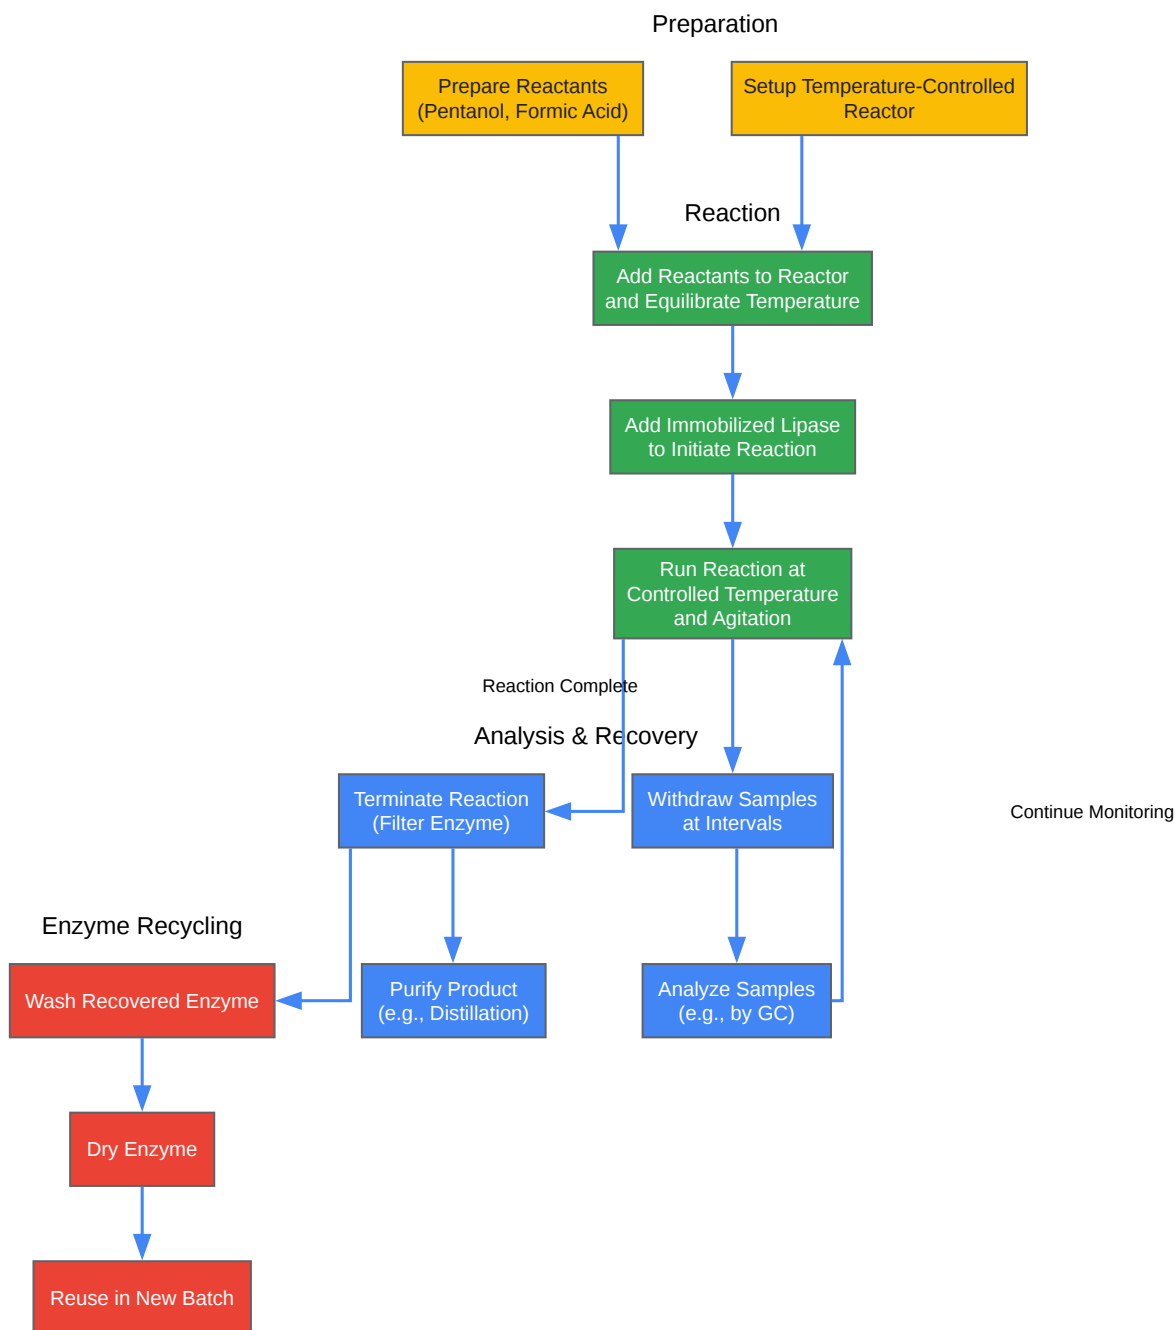 Preparation
Prepare Reactants
(Pentanol, Formic Acid)
Setup Temperature-Controlled
Reactor
Reaction
Add Reactants to Reactor
and Equilibrate Temperature
Add Immobilized Lipase
to Initiate Reaction
Run Reaction at
Controlled Temperature
and Agitation
Reaction Complete
Analysis & Recovery
Terminate Reaction
(Filter Enzyme)
Withdraw Samples
at Intervals
Continue Monitoring
Enzyme Recycling
Wash Recovered Enzyme
Purify Product
(e.g., Distillation)
Analyze Samples
(e.g., by GC)
Dry Enzyme
Reuse in New Batch